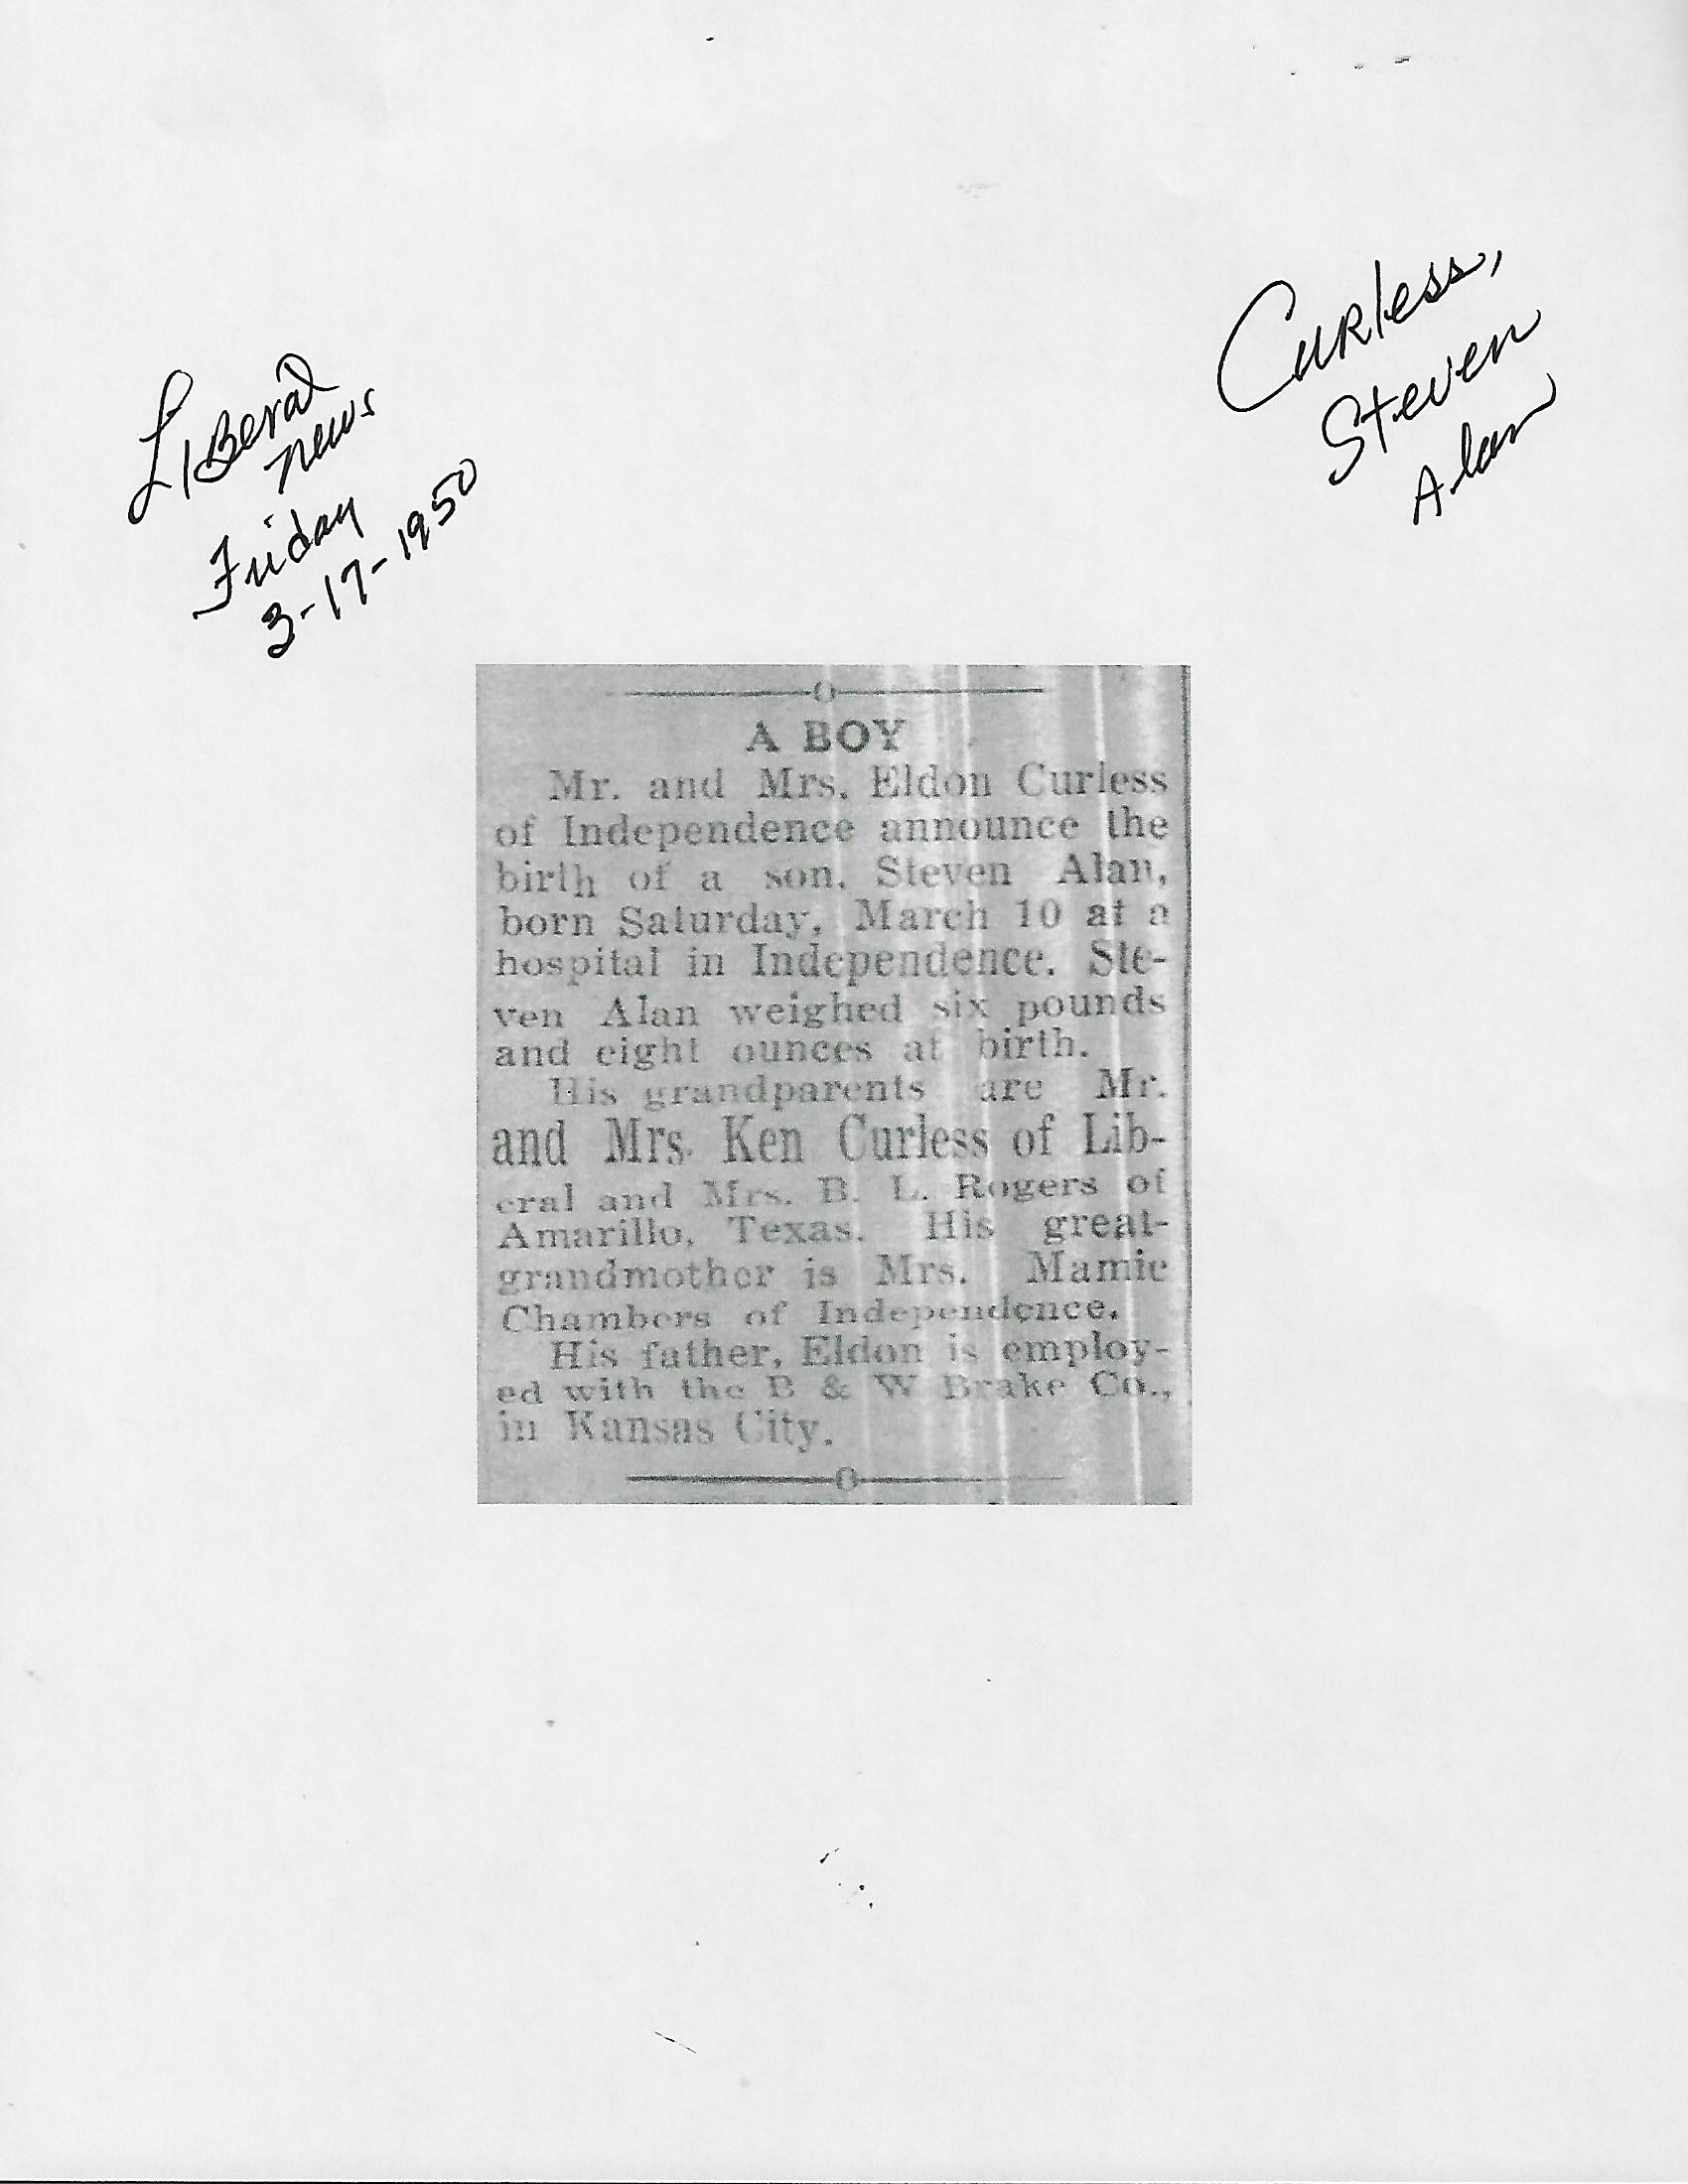 Curless,
Steven
Alan
Liberal
News
Friday
3-17-1950
A BOY
Mr. and Mrs. Eldon Curless
of Independence announce the
birth of a son, Steven Alan,
born Saturday, March 10 at a
hospital in Independence. Ste-
ven Alan weighed six pounds
and eight ounces at birth.
His grandparents are Mr.
and Mrs. Ken Curless of Lib-
eral and Mrs. B. L. Rogers of
Amarillo, Texas. His great-
grandmother is Mrs. Mamie
Chambers of Independence.
His father, Eldon is employ-
ed with the B & W Brake Co.,
in Kansas City.